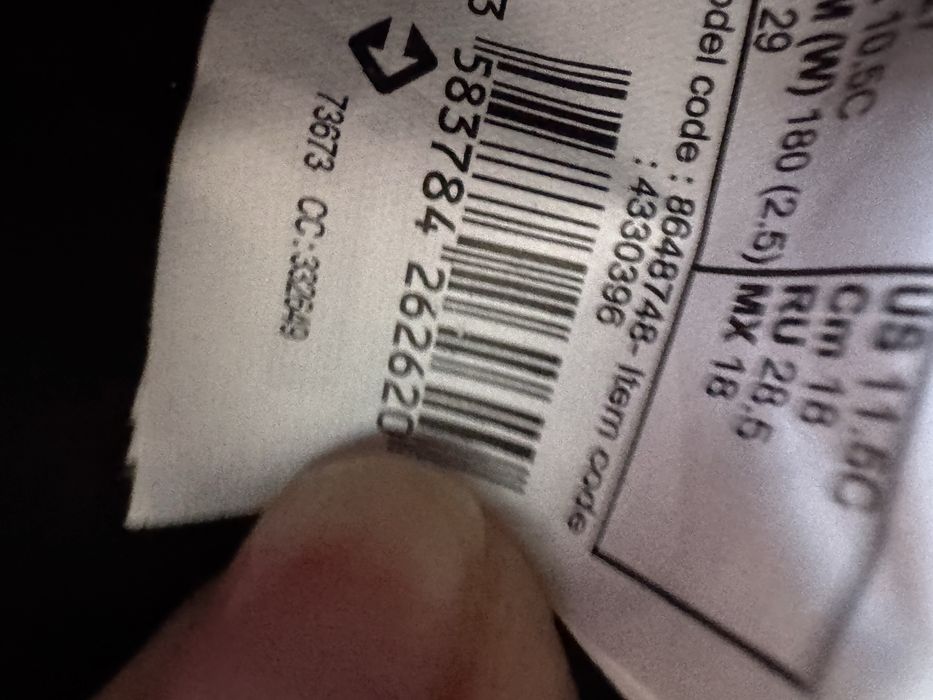 10.5C
M (W) 180 (2.5)
29
US 11.5C
Cm 18
RU 28.5
MX 18
odel code : 8648748- Item code
: 4330396
3 583784 262620
73673 CC:332649